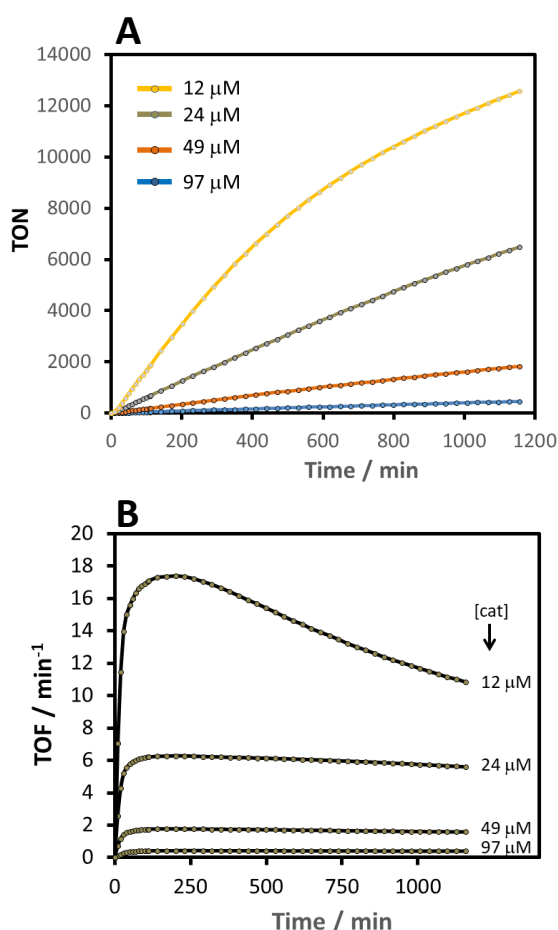 A
14000
12000
10000
8000
6000
4000
2000
0
TON
12 μM
24 μM
49 μM
97 μM
0 200 400 600 800 1000 1200
Time / min
B
20
18
16
14
12
10
8
6
4
2
0
TOF / min⁻¹
[cat]
12 μM
24 μM
49 μM
97 μM
0 250 500 750 1000
Time / min